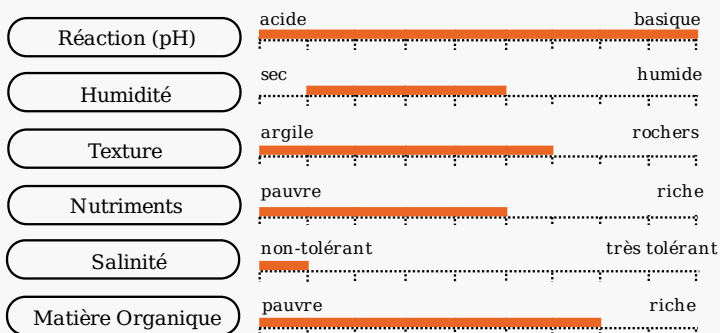 acide basique
Réaction (pH)
sec humide
Humidité
argile rochers
Texture
pauvre riche
Nutriments
non-tolérant très tolérant
Salinité
pauvre riche
Matière Organique